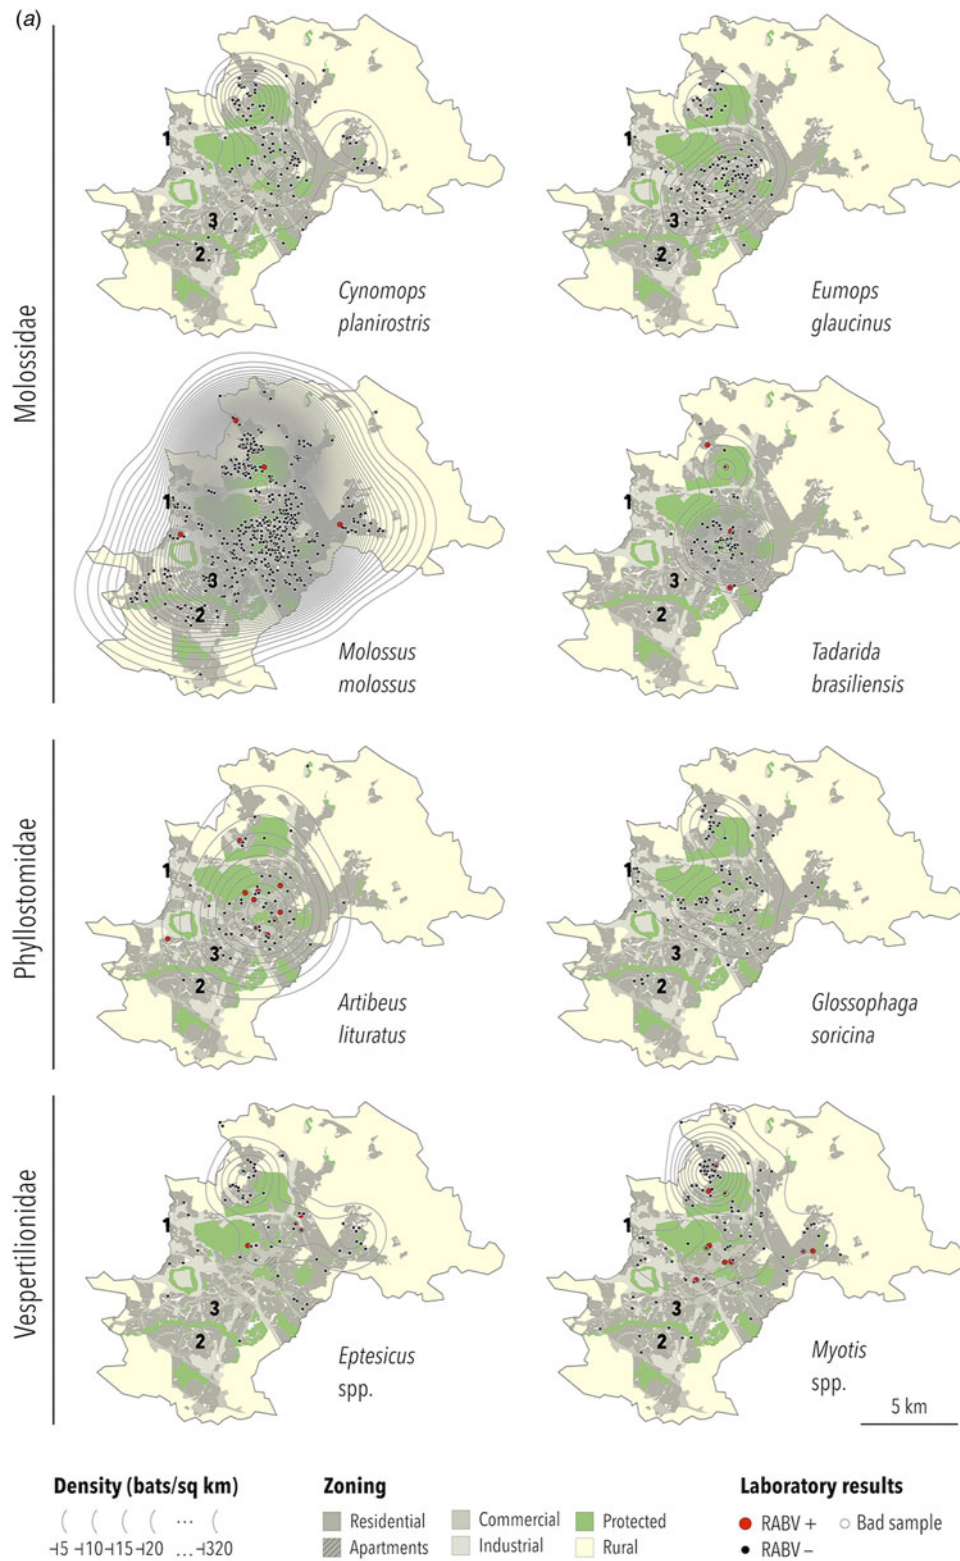 (a)
Molossidae
1
3
2
Cynomops
planirostris
1
3
2
Eumops
glaucinus
1
3
2
Molossus
molossus
1
3
2
Tadarida
brasiliensis
Phyllostomidae
1
3
2
Artibeus
lituratus
1
3
2
Glossophaga
soricina
Vespertilionidae
1
3
2
Eptesicus
spp.
1
3
2
Myotis
spp.
5 km
Density (bats/sq km)
...
5 10 15 20 ... 320
Zoning
Residential
Commercial
Protected
Apartments
Industrial
Rural
Laboratory results
RABV +
Bad sample
RABV –